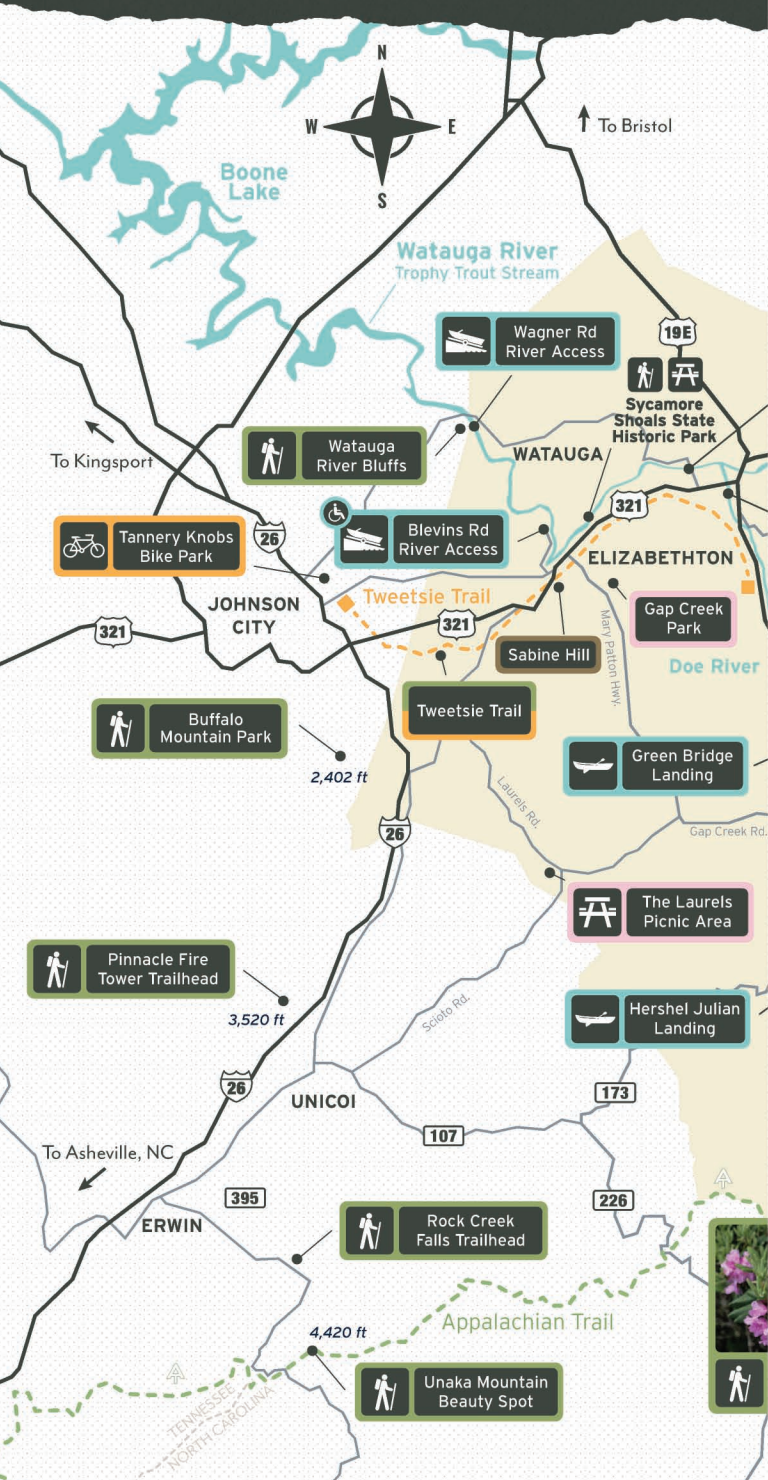 N
W
E
S
To Bristol
Boone
Lake
Watauga River
Trophy Trout Stream
Wagner Rd
River Access
19E
Sycamore
Shoals State
Historic Park
Watauga
River Bluffs
WATAUGA
To Kingsport
321
Tannery Knobs
Bike Park
26
Blevins Rd
River Access
ELIZABETHTON
JOHNSON
CITY
Tweetsie Trail
321
321
Gap Creek
Park
Mary Patton Hwy.
Sabine Hill
Doe River
Tweetsie Trail
Buffalo
Mountain Park
2,402 ft
Green Bridge
Landing
Laurels Rd.
26
Gap Creek Rd.
The Laurels
Picnic Area
Pinnacle Fire
Tower Trailhead
3,520 ft
Scioto Rd.
Hershel Julian
Landing
26
UNICOI
173
107
To Asheville, NC
395
226
ERWIN
Rock Creek
Falls Trailhead
4,420 ft
Appalachian Trail
Unaka Mountain
Beauty Spot
TENNESSEE
NORTH CAROLINA